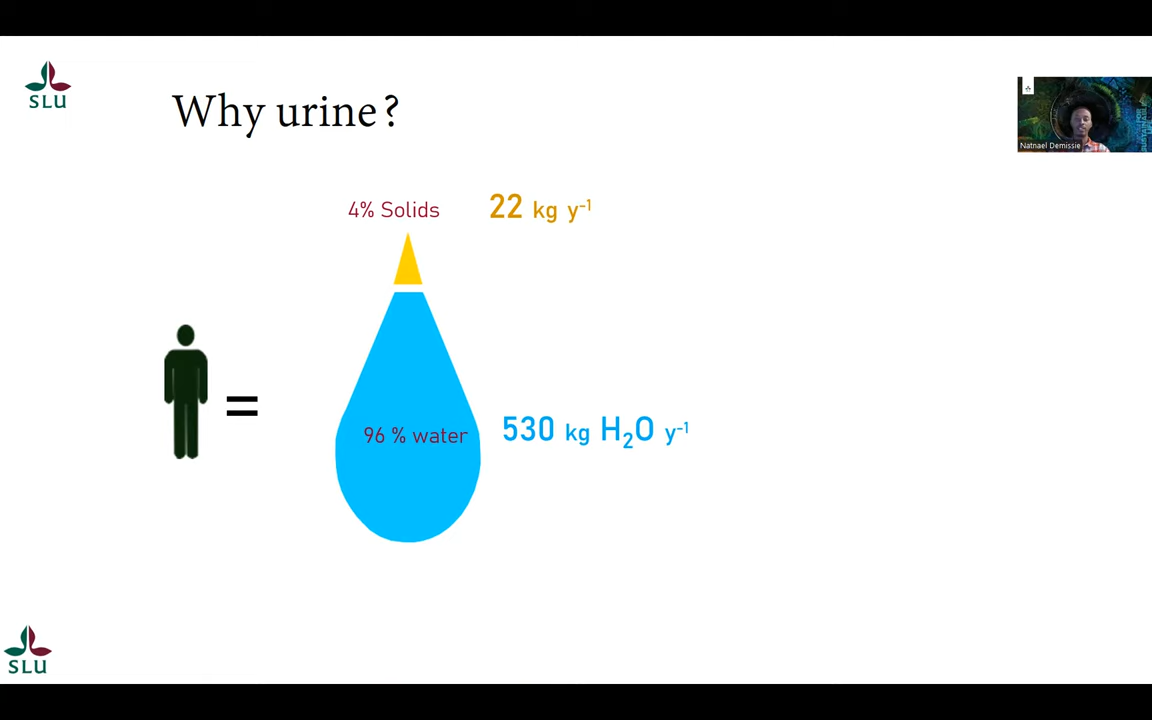 SLU
Why urine?
Natnael Demissie
4% Solids
22 kg y⁻¹
96 % water
530 kg H₂O y⁻¹
SLU